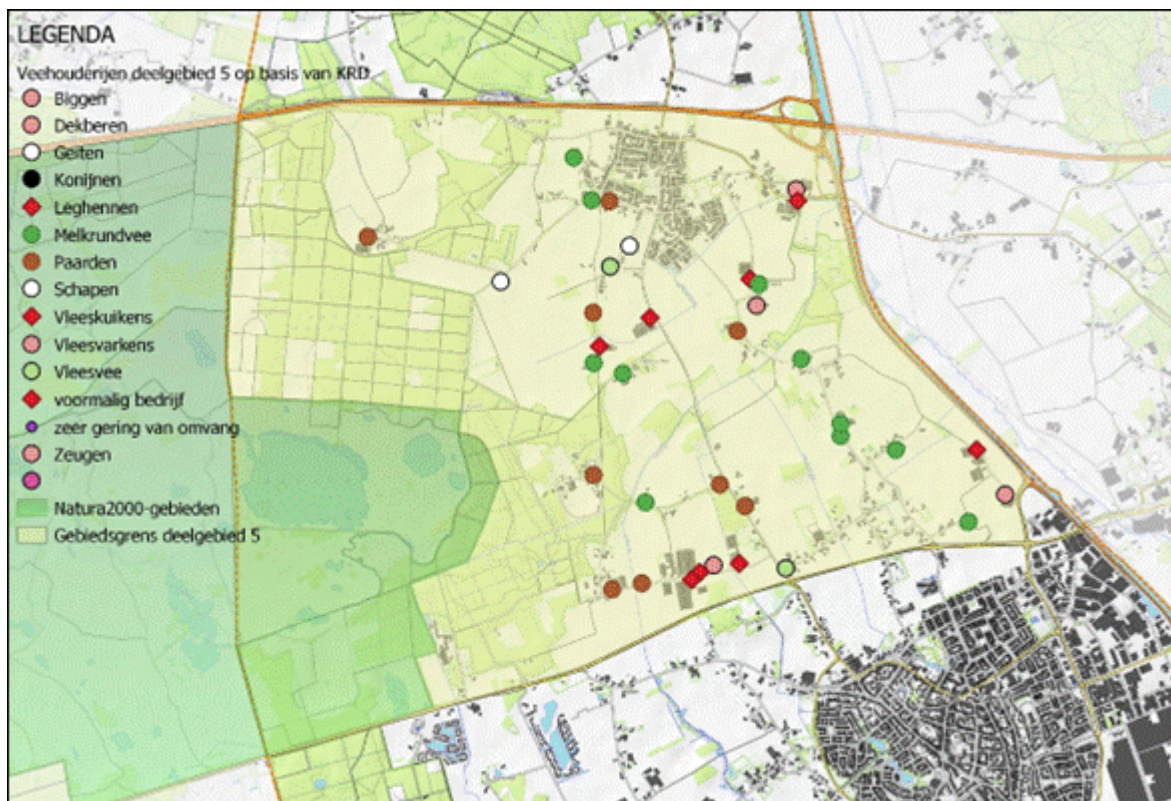 LEGENDA
Veehouderijen deelgebied 5 op basis van KRD
Biggen
Dekberen
Geiten
Konijnen
Leghennen
Melkrundvee
Paarden
Schapen
Vleeskuikens
Vleesvarkens
Vleesvee
voormalig bedrijf
zeer gering van omvang
Zeugen
Natura2000-gebieden
Gebiedsgrens deelgebied 5